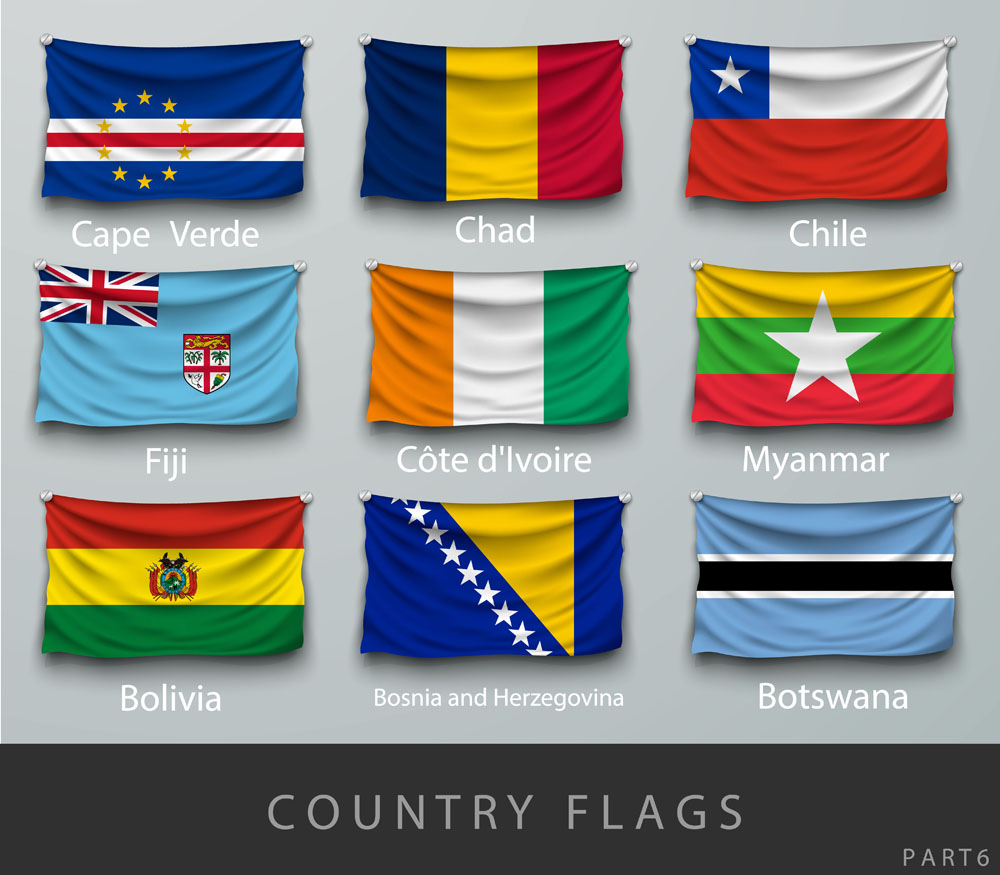 Cape Verde
Chad
Chile
Fiji
Côte d'Ivoire
Myanmar
Bolivia
Bosnia and Herzegovina
Botswana
COUNTRY FLAGS
PART6